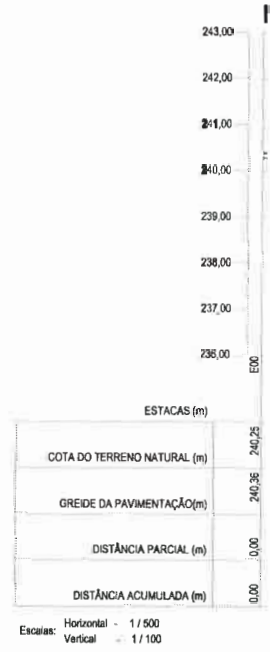 243,00
242,00
241,00
240,00
239,00
238,00
237,00
236,00
E00
ESTACAS (m)
240,25
COTA DO TERRENO NATURAL (m)
240,36
GREIDE DA PAVIMENTAÇÃO(m)
0,00
DISTÂNCIA PARCIAL (m)
0,00
DISTÂNCIA ACUMULADA (m)
Escalas: Horizontal - 1 / 500
Vertical - 1 / 100